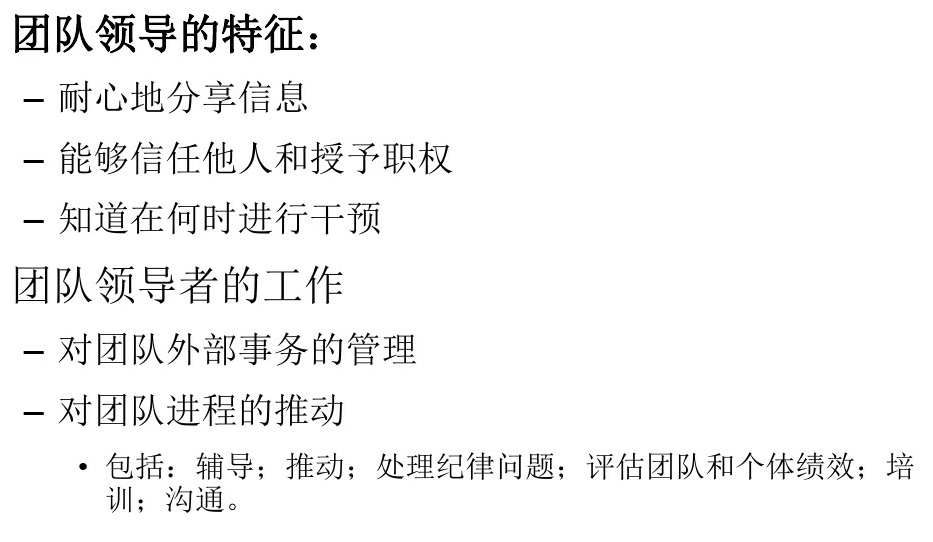 团队领导的特征：
– 耐心地分享信息
– 能够信任他人和授予职权
– 知道在何时进行干预
团队领导者的工作
– 对团队外部事务的管理
– 对团队进程的推动
• 包括：辅导；推动；处理纪律问题；评估团队和个体绩效；培
训；沟通。